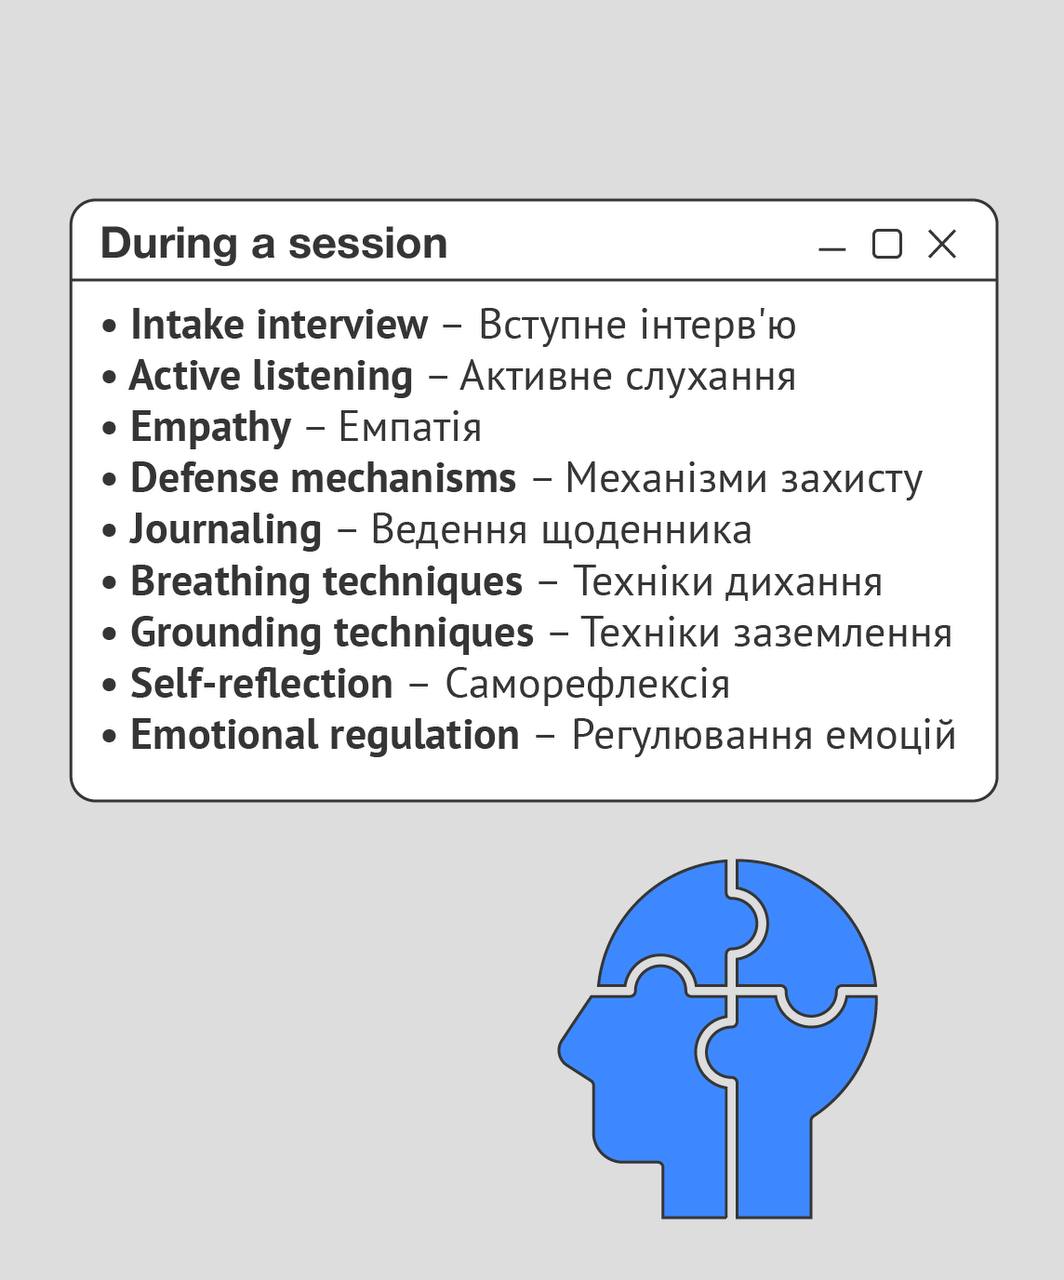 During a session
• Intake interview – Вступне інтерв'ю
• Active listening – Активне слухання
• Empathy – Емпатія
• Defense mechanisms – Механізми захисту
• Journaling – Ведення щоденника
• Breathing techniques – Техніки дихання
• Grounding techniques – Техніки заземлення
• Self-reflection – Саморефлексія
• Emotional regulation – Регулювання емоцій